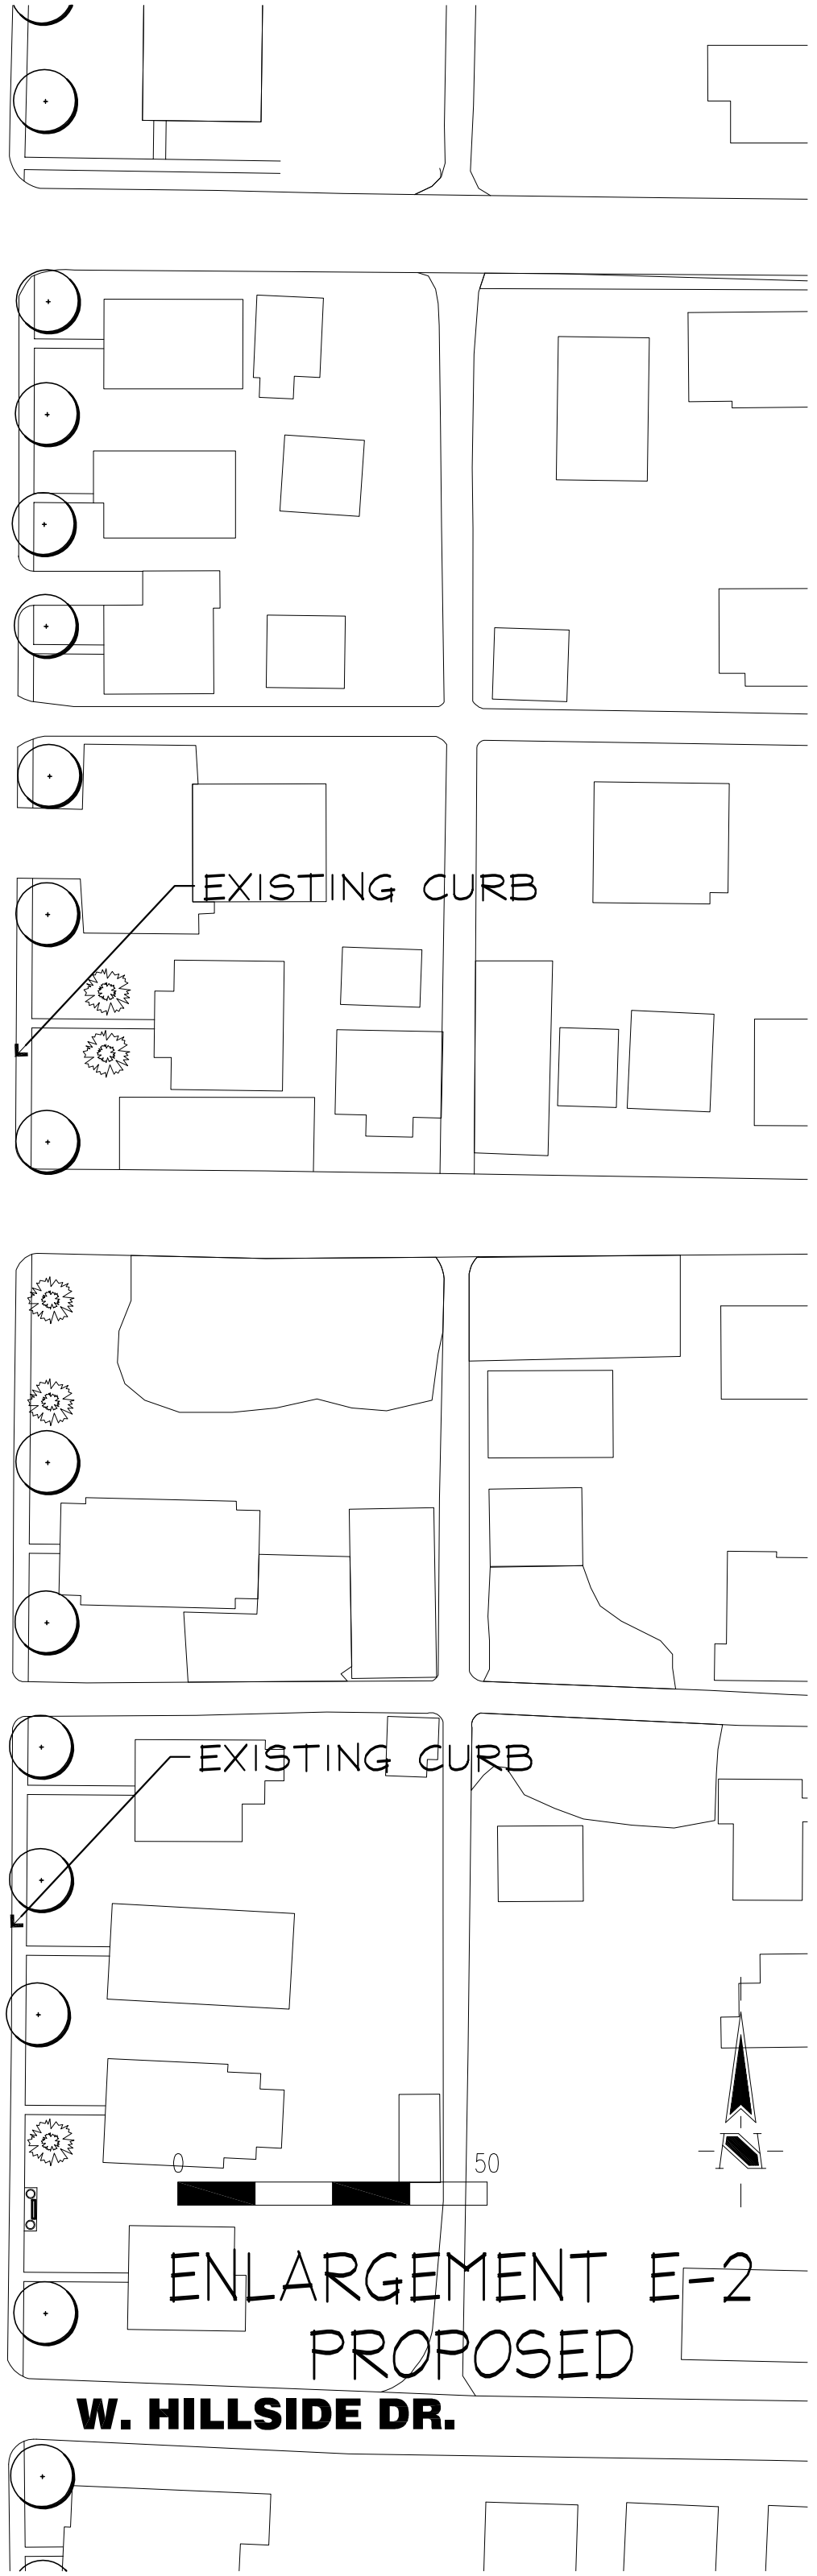 EXISTING CURB
EXISTING CURB
0 50
N
ENLARGEMENT E-2
PROPOSED
W. HILLSIDE DR.